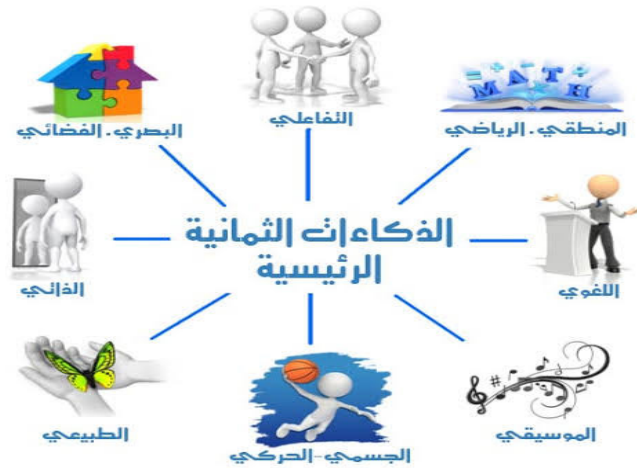 التفاعلي
المنطقي . الرياضي
MATH
البصري . الفضائي
الذكاءات الثمانية
الرئيسية
اللغوي
الذاتي
الموسيقي
الطبيعي
الجسمي-الحركي